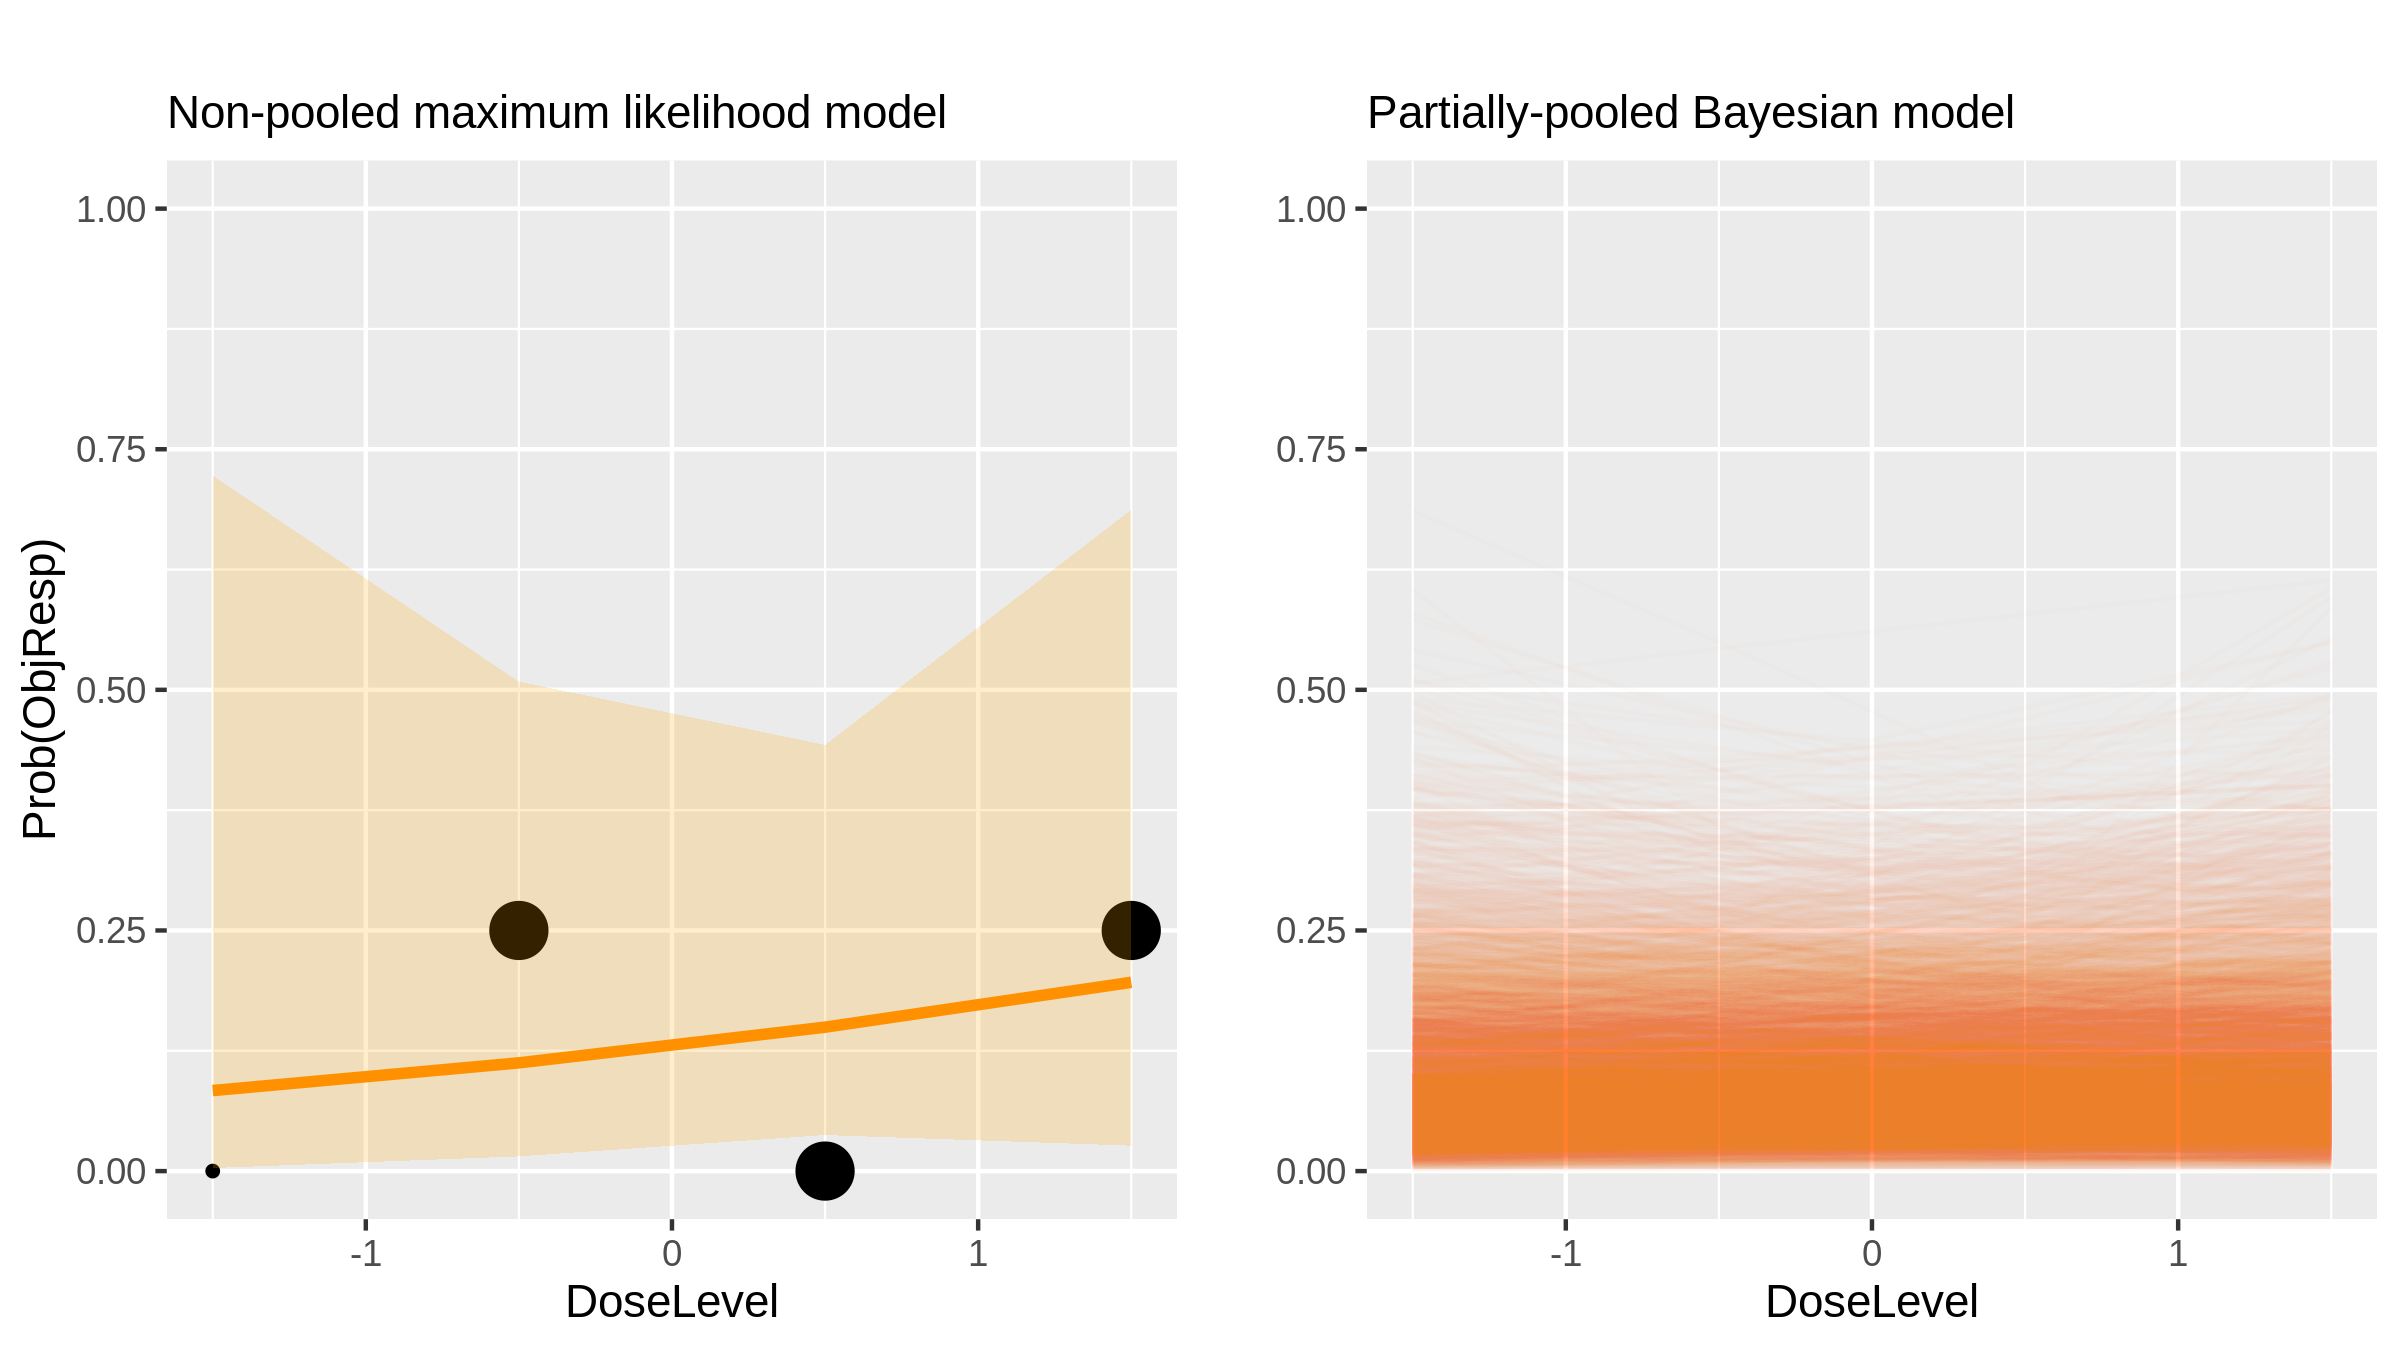 Non-pooled maximum likelihood model
Prob(ObjResp)
1.00
0.75
0.50
0.25
0.00
-1 0 1
DoseLevel
Partially-pooled Bayesian model
1.00
0.75
0.50
0.25
0.00
-1 0 1
DoseLevel